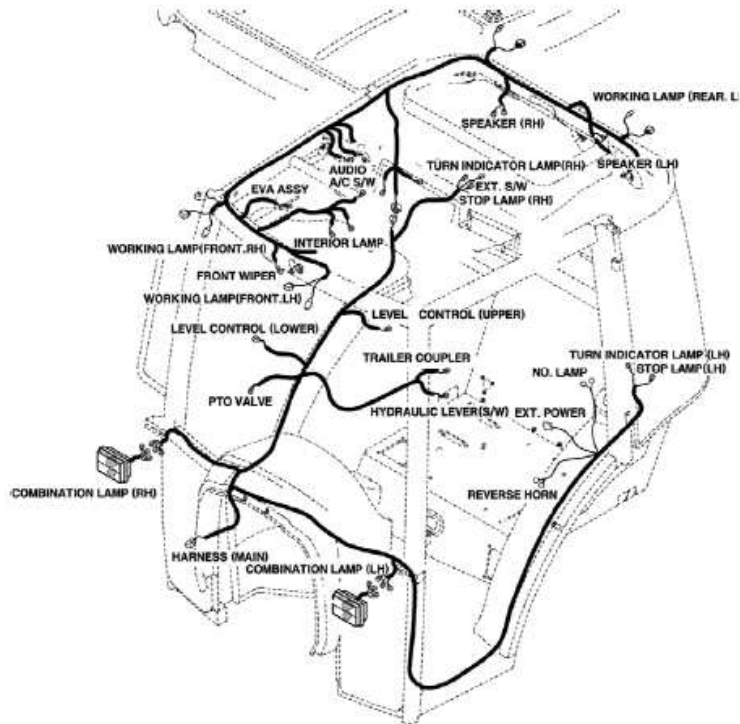 WORKING LAMP (REAR. L
SPEAKER (RH)
SPEAKER (LH)
AUDIO
A/C S/W
TURN INDICATOR LAMP(RH)
EXT. S/W
STOP LAMP (RH)
EVA ASSY
INTERIOR LAMP
WORKING LAMP(FRONT.RH)
FRONT WIPER
WORKING LAMP(FRONT.LH)
LEVEL CONTROL (UPPER)
LEVEL CONTROL (LOWER)
TRAILER COUPLER
TURN INDICATOR LAMP (LH)
STOP LAMP(LH)
NO. LAMP
PTO VALVE
HYDRAULIC LEVER(S/W)
EXT. POWER
COMBINATION LAMP (RH)
REVERSE HORN
HARNESS (MAIN)
COMBINATION LAMP (LH)